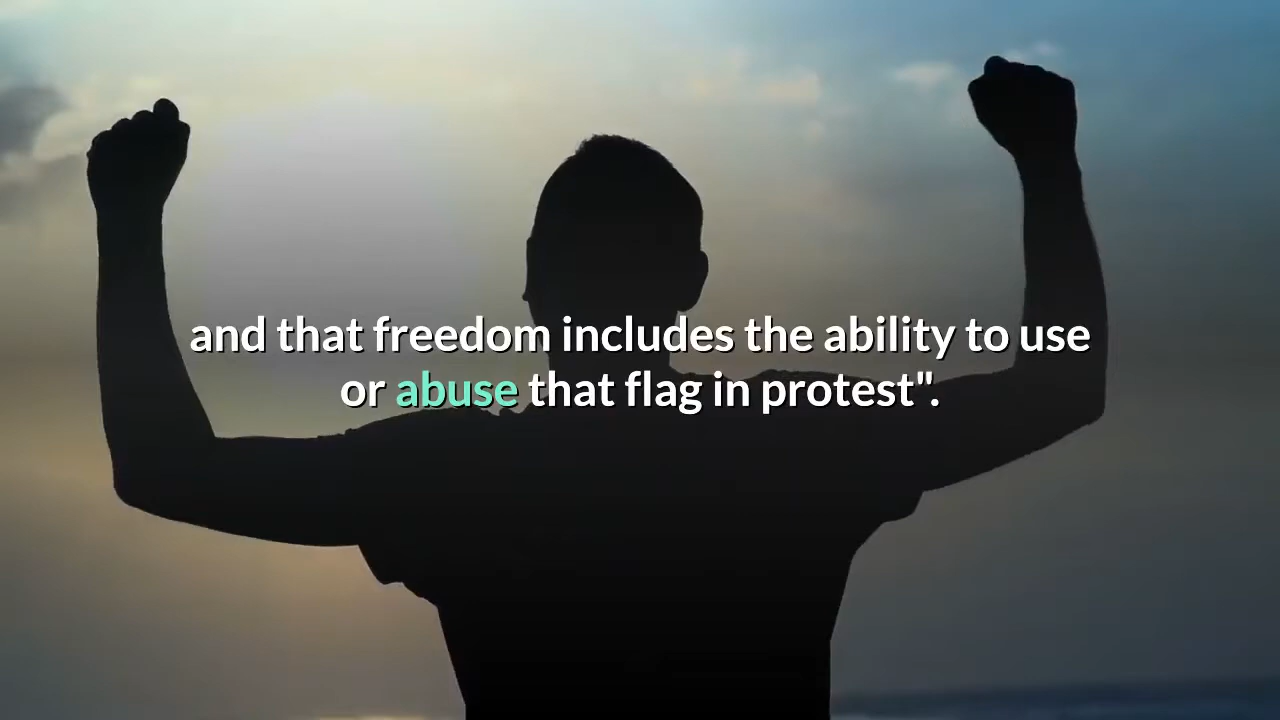 and that freedom includes the ability to use
or abuse that flag in protest".